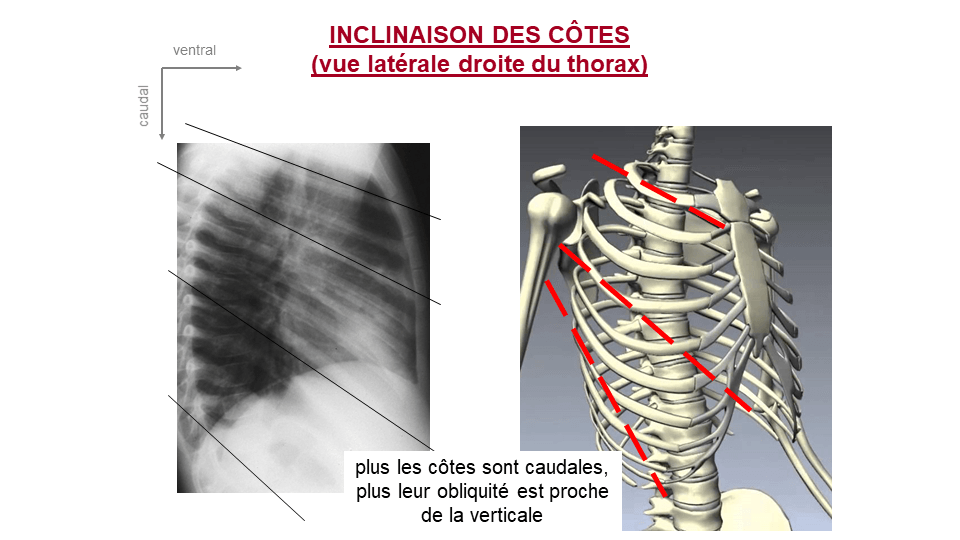 INCLINAISON DES CÔTES
(vue latérale droite du thorax)
ventral
caudal
plus les côtes sont caudales,
plus leur obliquité est proche
de la verticale